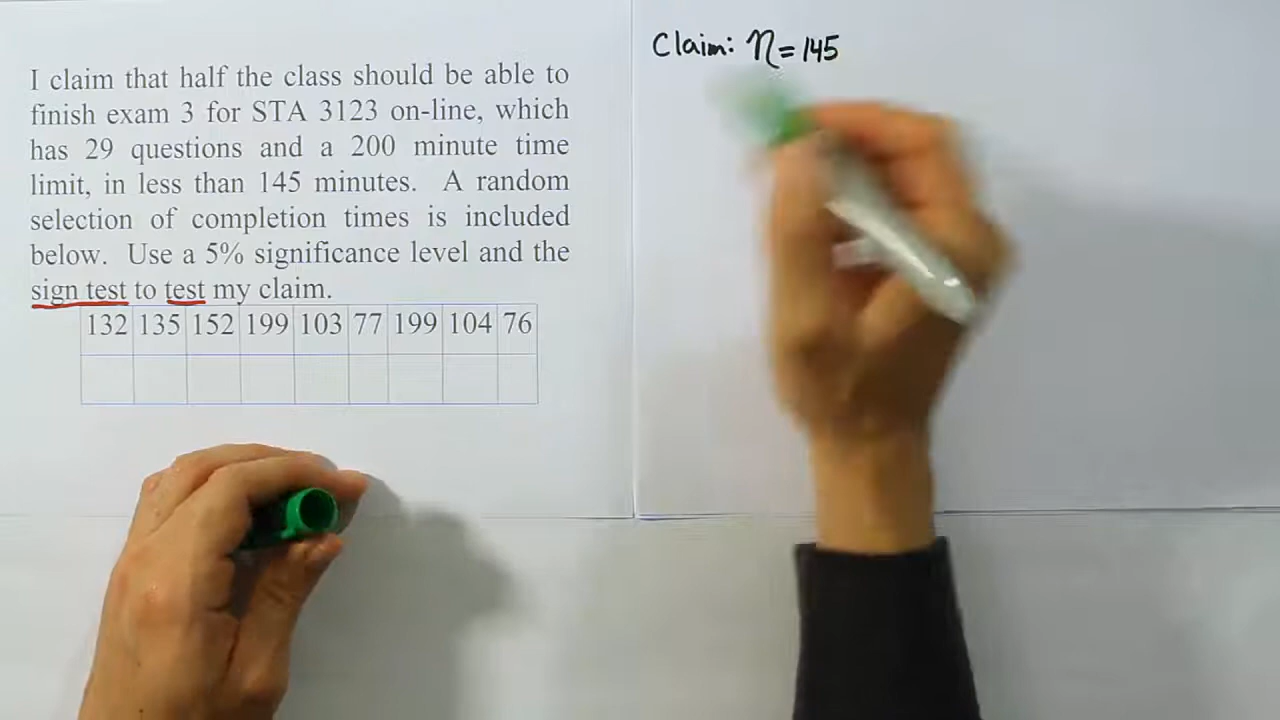 I claim that half the class should be able to
finish exam 3 for STA 3123 on-line, which
has 29 questions and a 200 minute time
limit, in less than 145 minutes. A random
selection of completion times is included
below. Use a 5% significance level and the
sign test to test my claim.
132 135 152 199 103 77 199 104 76
Claim: η = 145